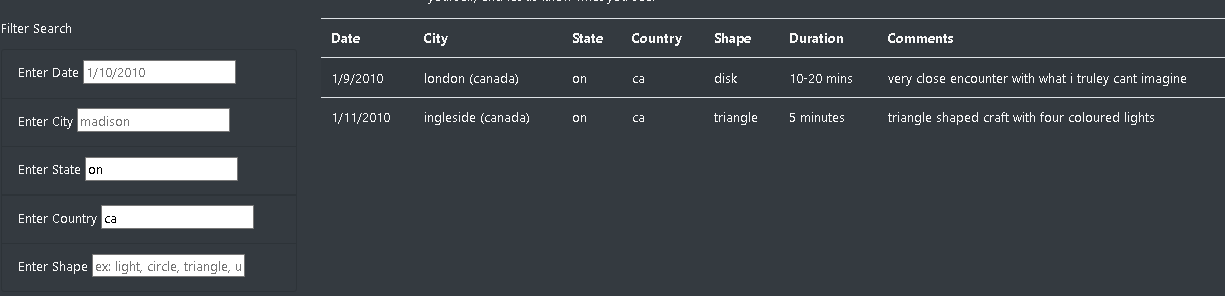 Filter Search
Enter Date 1/10/2010
Enter City madison
Enter State on
Enter Country ca
Enter Shape ex: light, circle, triangle, u
Date City State Country Shape Duration Comments
1/9/2010 london (canada) on ca disk 10-20 mins very close encounter with what i truley cant imagine
1/11/2010 ingleside (canada) on ca triangle 5 minutes triangle shaped craft with four coloured lights